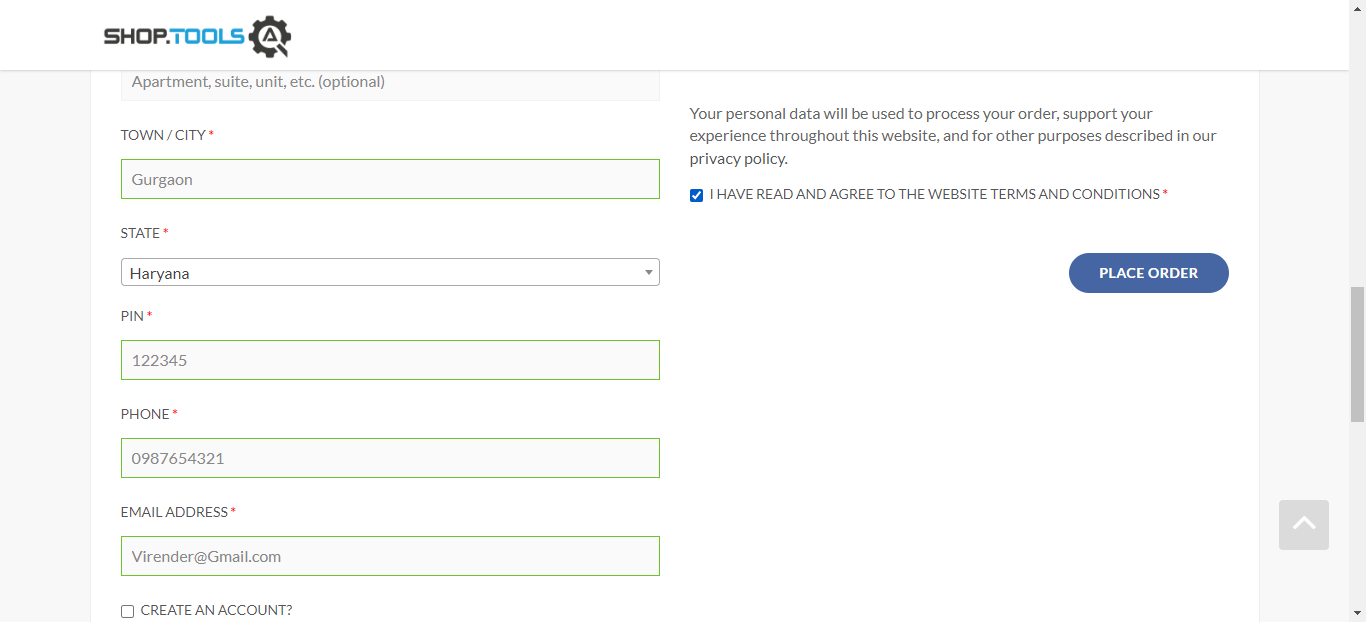 SHOP.TOOLS
Apartment, suite, unit, etc. (optional)
TOWN / CITY *
Gurgaon
STATE *
Haryana
PIN *
122345
PHONE *
0987654321
EMAIL ADDRESS *
Virender@Gmail.com
CREATE AN ACCOUNT?
Your personal data will be used to process your order, support your
experience throughout this website, and for other purposes described in our
privacy policy.
I HAVE READ AND AGREE TO THE WEBSITE TERMS AND CONDITIONS *
PLACE ORDER